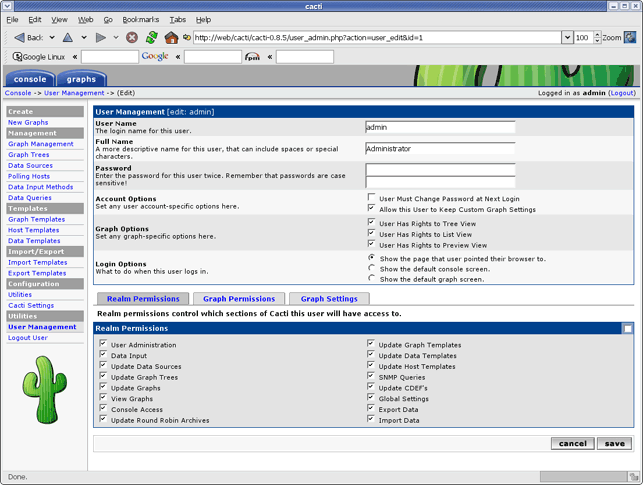 cacti
File Edit View Web Go Bookmarks Tabs Help
Back http://web/cacti/cacti-0.8.5/user_admin.php?action=user_edit&id=1 100 Zoom
Google Linux « Google « fpm «
console graphs
Console -> User Management -> (Edit) Logged in as admin (Logout)
Create
New Graphs
Management
Graph Management
Graph Trees
Data Sources
Polling Hosts
Data Input Methods
Data Queries
Templates
Graph Templates
Host Templates
Data Templates
Import/Export
Import Templates
Export Templates
Configuration
Utilities
Cacti Settings
Utilities
User Management
Logout User
User Management [edit: admin]
User Name
The login name for this user.
admin
Full Name
A more descriptive name for this user, that can include spaces or special
characters.
Administrator
Password
Enter the password for this user twice. Remember that passwords are case
sensitive!
Account Options
Set any user account-specific options here.
User Must Change Password at Next Login
Allow this User to Keep Custom Graph Settings
Graph Options
Set any graph-specific options here.
User Has Rights to Tree View
User Has Rights to List View
User Has Rights to Preview View
Login Options
What to do when this user logs in.
Show the page that user pointed their browser to.
Show the default console screen.
Show the default graph screen.
Realm Permissions Graph Permissions Graph Settings
Realm permissions control which sections of Cacti this user will have access to.
Realm Permissions
User Administration
Data Input
Update Data Sources
Update Graph Trees
Update Graphs
View Graphs
Console Access
Update Round Robin Archives
Update Graph Templates
Update Data Templates
Update Host Templates
SNMP Queries
Update CDEF's
Global Settings
Export Data
Import Data
cancel save
Done.